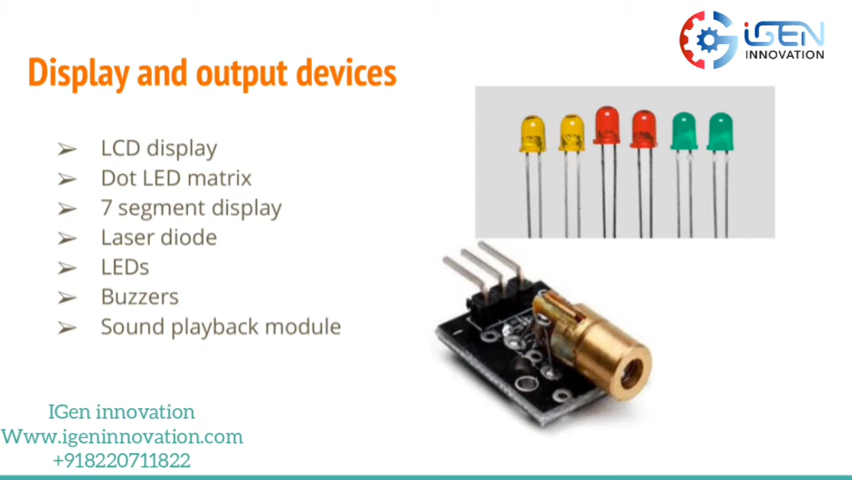 iGEN
INNOVATION
Display and output devices
➢ LCD display
➢ Dot LED matrix
➢ 7 segment display
➢ Laser diode
➢ LEDs
➢ Buzzers
➢ Sound playback module
IGen innovation
Www.igeninnovation.com
+918220711822